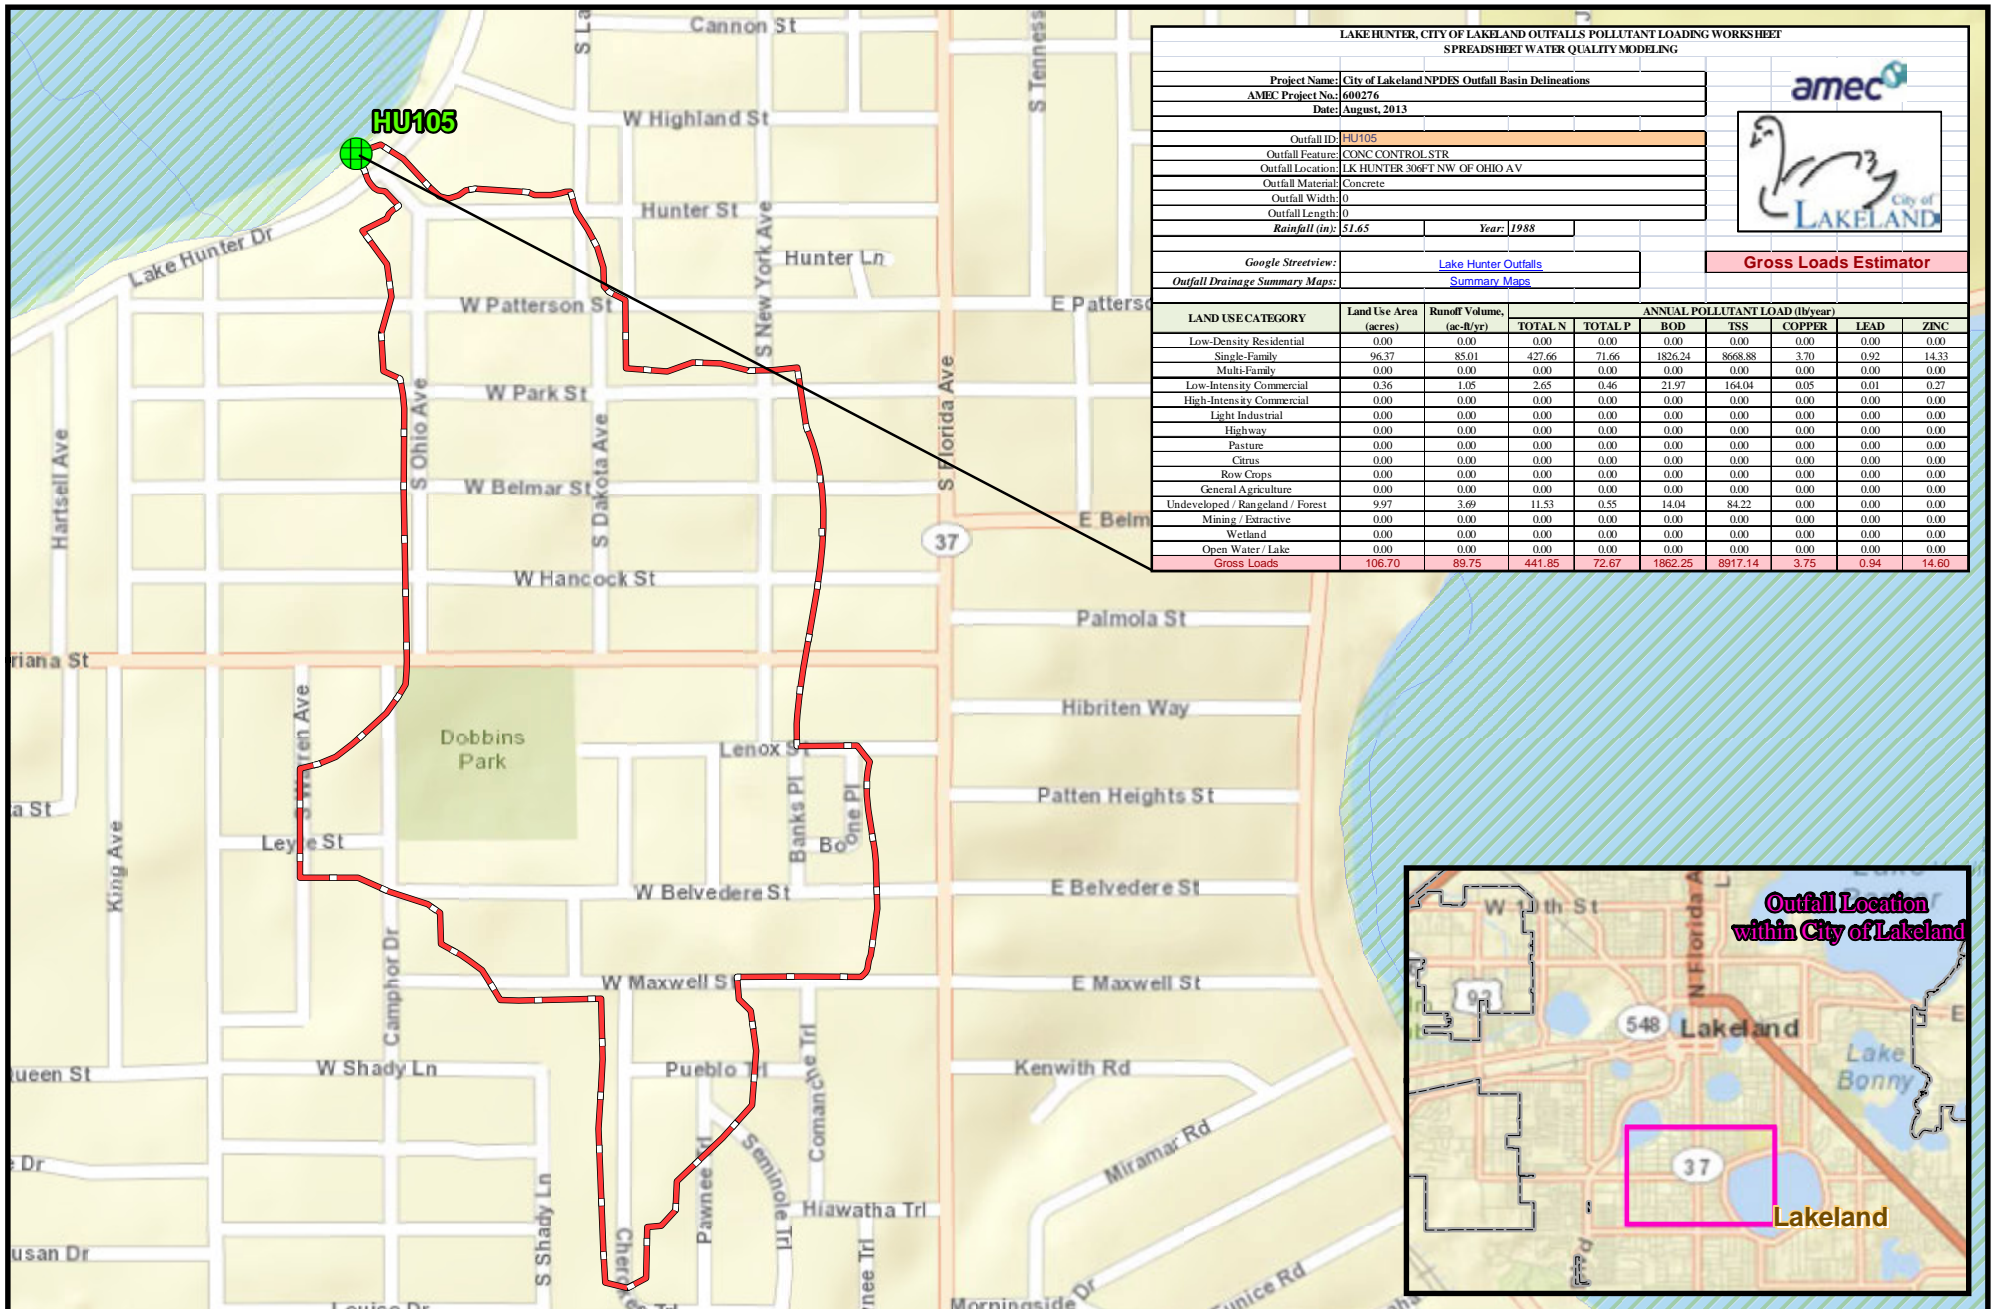 Cannon St
S La
S Tenness
J
HU105
W Highland St
Hunter St
S New York Ave
Hunter Ln
Lake Hunter Dr
W Patterson St
E Patterso
W Park St
S Ohio Ave
S Dakota Ave
S Florida Ave
Hartsell Ave
W Belmar St
E Belm
37
W Hancock St
Palmola St
riana St
Hibriten Way
S Warren Ave
Dobbins
Park
Lenox St
Banks Pl
Boone Pl
Patten Heights St
a St
King Ave
Leyte St
W Belvedere St
E Belvedere St
Camphor Dr
W Maxwell St
E Maxwell St
ueen St
W Shady Ln
Pueblo Trl
Comanche Trl
Kenwith Rd
Miramar Rd
e Dr
S Shady Ln
Pawnee Trl
Seminole Trl
Hiawatha Trl
usan Dr
Cherokee Trl
nee Trl
Louise Dr
Morningside Dr
unice Rd
LAKE HUNTER, CITY OF LAKELAND OUTFALLS POLLUTANT LOADING WORKSHEET
SPREADSHEET WATER QUALITY MODELING
Project Name: City of Lakeland NPDES Outfall Basin Delineations
AMEC Project No.: 600276
Date: August, 2013
amec
City of
LAKELAND
Outfall ID: HU105
Outfall Feature: CONC CONTROL STR
Outfall Location: LK HUNTER 306FT NW OF OHIO AV
Outfall Material: Concrete
Outfall Width: 0
Outfall Length: 0
Rainfall (in): 51.65 Year: 1988
Google Streetview: Lake Hunter Outfalls
Gross Loads Estimator
Outfall Drainage Summary Maps: Summary Maps
LAND USE CATEGORY Land Use Area (acres) Runoff Volume, (ac-ft/yr) ANNUAL POLLUTANT LOAD (lb/year)
TOTAL N TOTAL P BOD TSS COPPER LEAD ZINC
Low-Density Residential 0.00 0.00 0.00 0.00 0.00 0.00 0.00 0.00 0.00
Single-Family 96.37 85.01 427.66 71.66 1826.24 8668.88 3.70 0.92 14.33
Multi-Family 0.00 0.00 0.00 0.00 0.00 0.00 0.00 0.00 0.00
Low-Intensity Commercial 0.36 1.05 2.65 0.46 21.97 164.04 0.05 0.01 0.27
High-Intensity Commercial 0.00 0.00 0.00 0.00 0.00 0.00 0.00 0.00 0.00
Light Industrial 0.00 0.00 0.00 0.00 0.00 0.00 0.00 0.00 0.00
Highway 0.00 0.00 0.00 0.00 0.00 0.00 0.00 0.00 0.00
Pasture 0.00 0.00 0.00 0.00 0.00 0.00 0.00 0.00 0.00
Citrus 0.00 0.00 0.00 0.00 0.00 0.00 0.00 0.00 0.00
Row Crops 0.00 0.00 0.00 0.00 0.00 0.00 0.00 0.00 0.00
General Agriculture 0.00 0.00 0.00 0.00 0.00 0.00 0.00 0.00 0.00
Undeveloped / Rangeland / Forest 9.97 3.69 11.53 0.55 14.04 84.22 0.00 0.00 0.00
Mining / Extractive 0.00 0.00 0.00 0.00 0.00 0.00 0.00 0.00 0.00
Wetland 0.00 0.00 0.00 0.00 0.00 0.00 0.00 0.00 0.00
Open Water / Lake 0.00 0.00 0.00 0.00 0.00 0.00 0.00 0.00 0.00
Gross Loads 106.70 89.75 441.85 72.67 1862.25 8917.14 3.75 0.94 14.60
Outfall Location
within City of Lakeland
N Florida A
92
548
Lakeland
E
Lake
Bonny
37
Lakeland